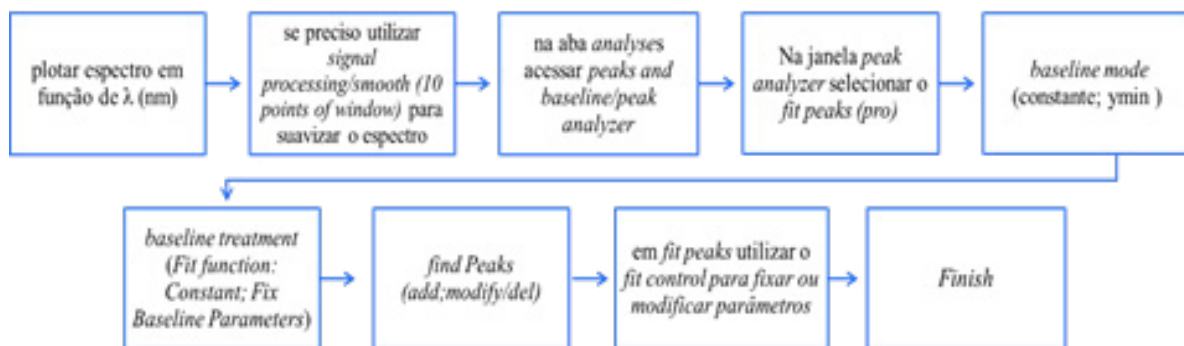 plotar espectro em
função de λ (nm)
se preciso utilizar
signal
processing/smooth (10
points of window) para
suavizar o espectro
na aba analyses
acessar peaks and
baseline/peak
analyzer
Na janela peak
analyzer selecionar o
fit peaks (pro)
baseline mode
(constante; ymin )
baseline treatment
(Fit function:
Constant; Fix
Baseline Parameters)
find Peaks
(add;modify/del)
em fit peaks utilizar o
fit control para fixar ou
modificar parâmetros
Finish